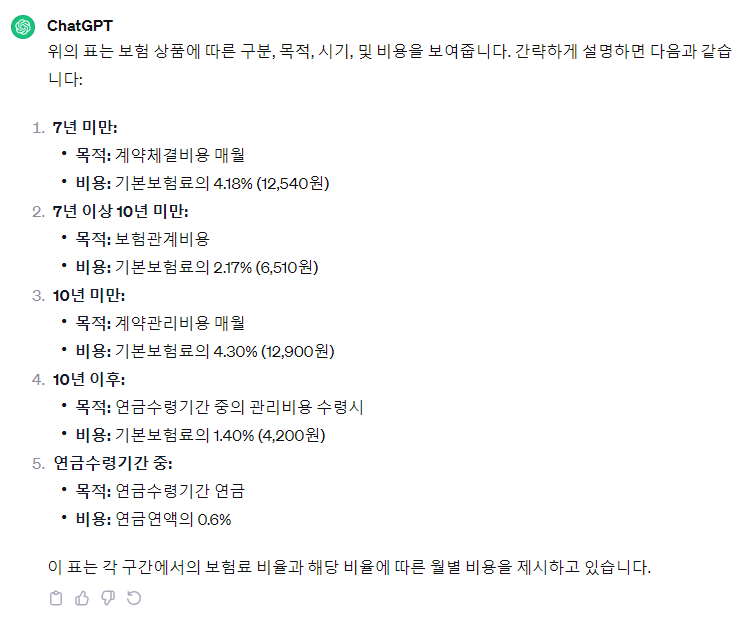 ChatGPT
위의 표는 보험 상품에 따른 구분, 목적, 시기, 및 비용을 보여줍니다. 간략하게 설명하면 다음과 같습
니다:
1. 7년 미만:
• 목적: 계약체결비용 매월
• 비용: 기본보험료의 4.18% (12,540원)
2. 7년 이상 10년 미만:
• 목적: 보험관계비용
• 비용: 기본보험료의 2.17% (6,510원)
3. 10년 미만:
• 목적: 계약관리비용 매월
• 비용: 기본보험료의 4.30% (12,900원)
4. 10년 이후:
• 목적: 연금수령기간 중의 관리비용 수령시
• 비용: 기본보험료의 1.40% (4,200원)
5. 연금수령기간 중:
• 목적: 연금수령기간 연금
• 비용: 연금연액의 0.6%
이 표는 각 구간에서의 보험료 비율과 해당 비율에 따른 월별 비용을 제시하고 있습니다.